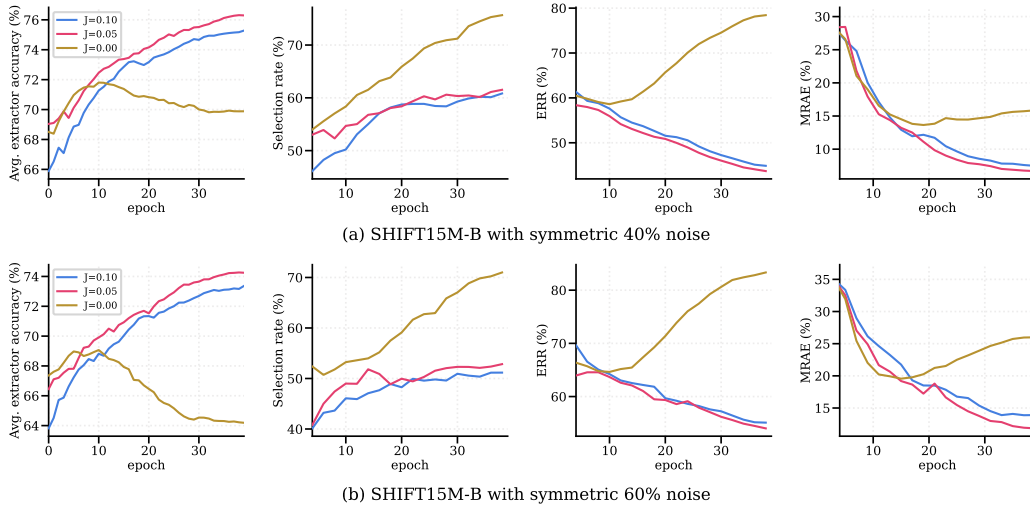 Avg. extractor accuracy (%)
76
74
72
70
68
66
0
10
20
30
epoch
J=0.10
J=0.05
J=0.00
Selection rate (%)
70
60
50
10
20
30
epoch
ERR (%)
80
70
60
50
10
20
30
epoch
MRAE (%)
30
25
20
15
10
10
20
30
epoch
(a) SHIFT15M-B with symmetric 40% noise
Avg. extractor accuracy (%)
74
72
70
68
66
64
0
10
20
30
epoch
J=0.10
J=0.05
J=0.00
Selection rate (%)
70
60
50
40
10
20
30
epoch
ERR (%)
80
70
60
10
20
30
epoch
MRAE (%)
35
30
25
20
15
10
20
30
epoch
(b) SHIFT15M-B with symmetric 60% noise